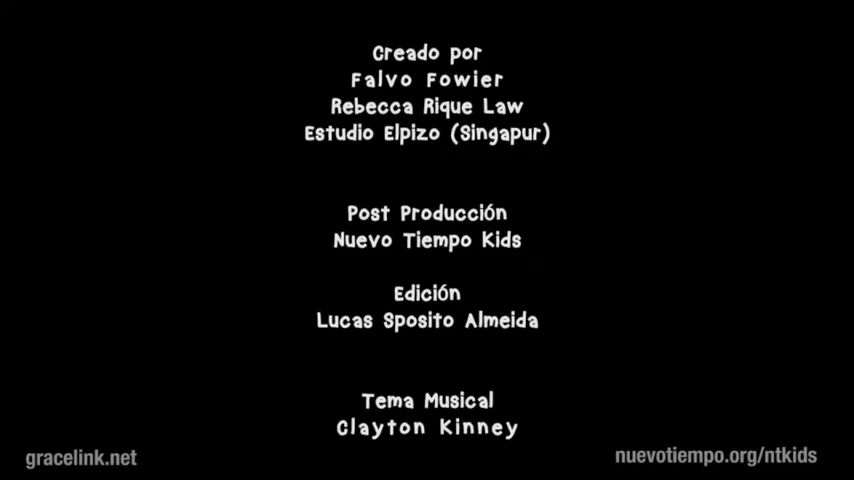 Creado por
Falvo Fowier
Rebecca Rique Law
Estudio Elpizo (Singapur)
Post Producción
Nuevo Tiempo Kids
Edición
Lucas Sposito Almeida
Tema Musical
Clayton Kinney
gracelink.net
nuevotiempo.org/ntkids